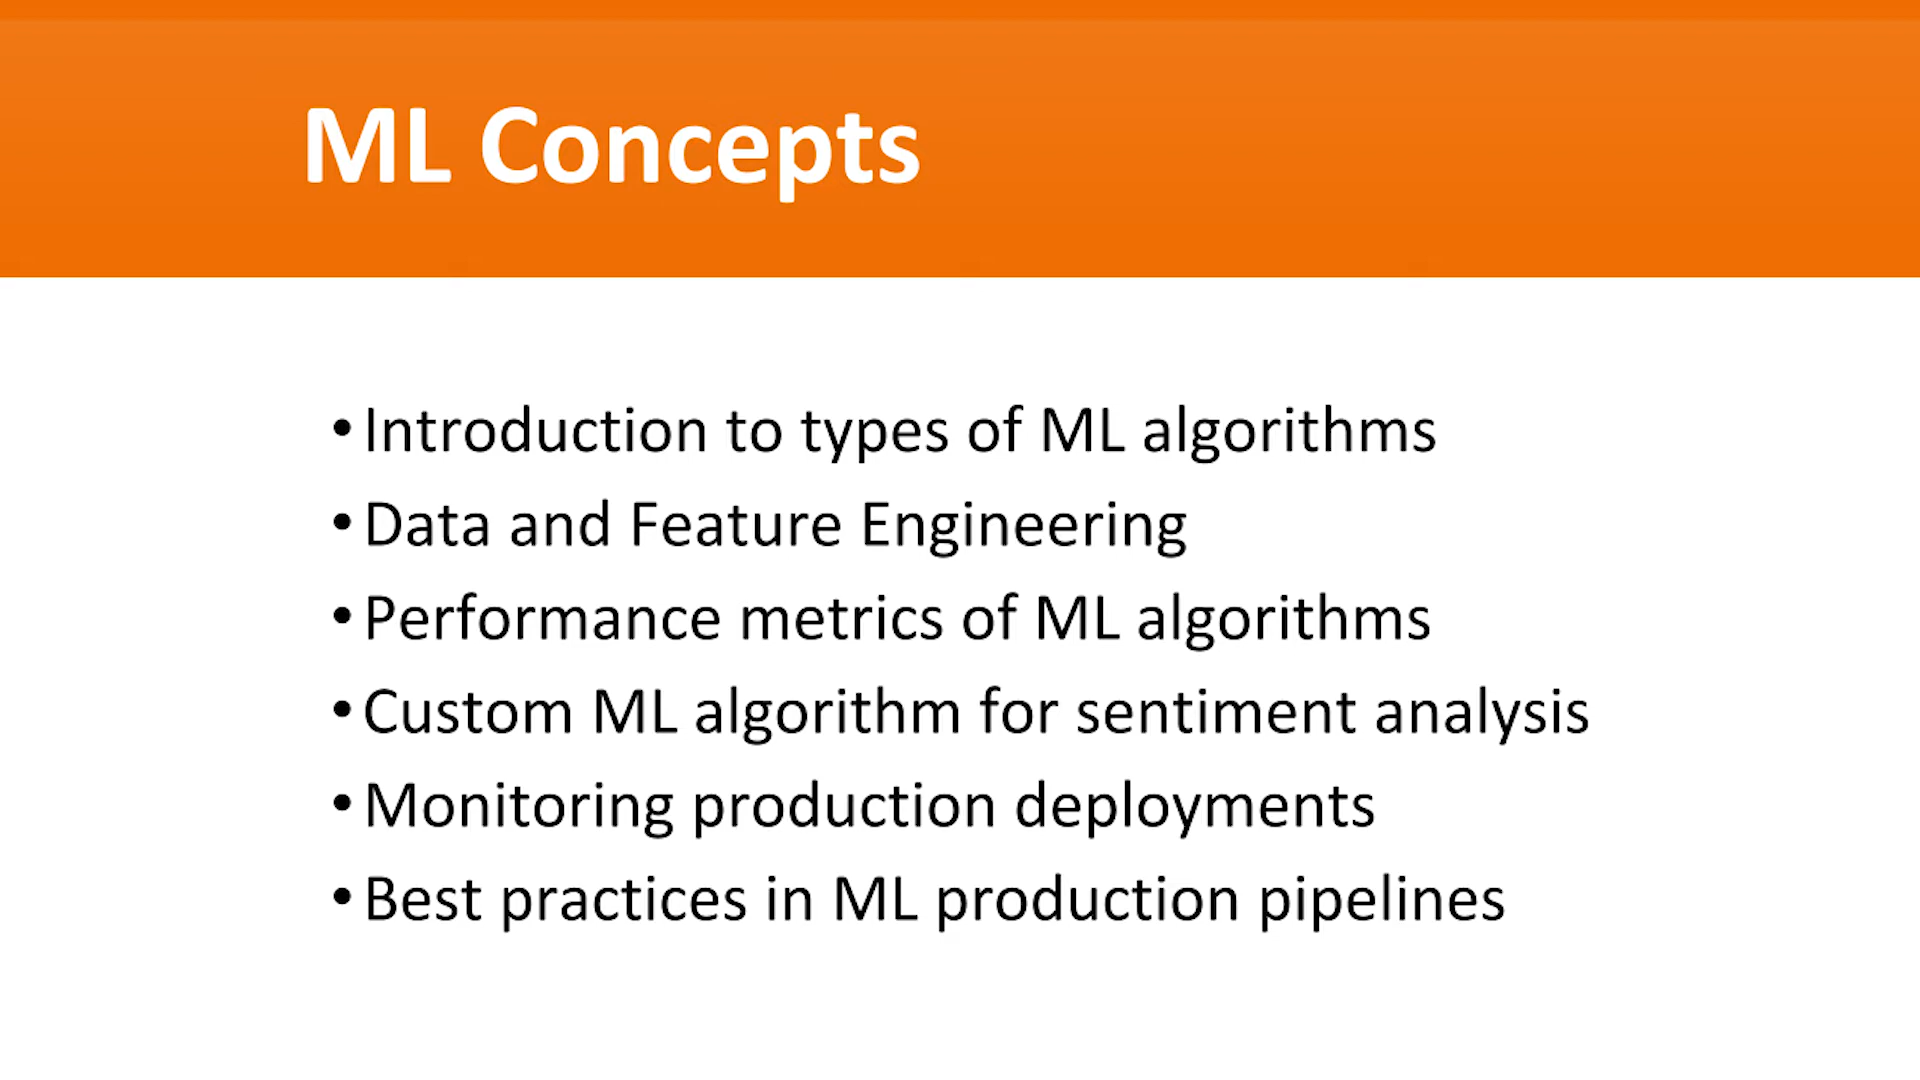 ML Concepts
• Introduction to types of ML algorithms
• Data and Feature Engineering
• Performance metrics of ML algorithms
• Custom ML algorithm for sentiment analysis
• Monitoring production deployments
• Best practices in ML production pipelines